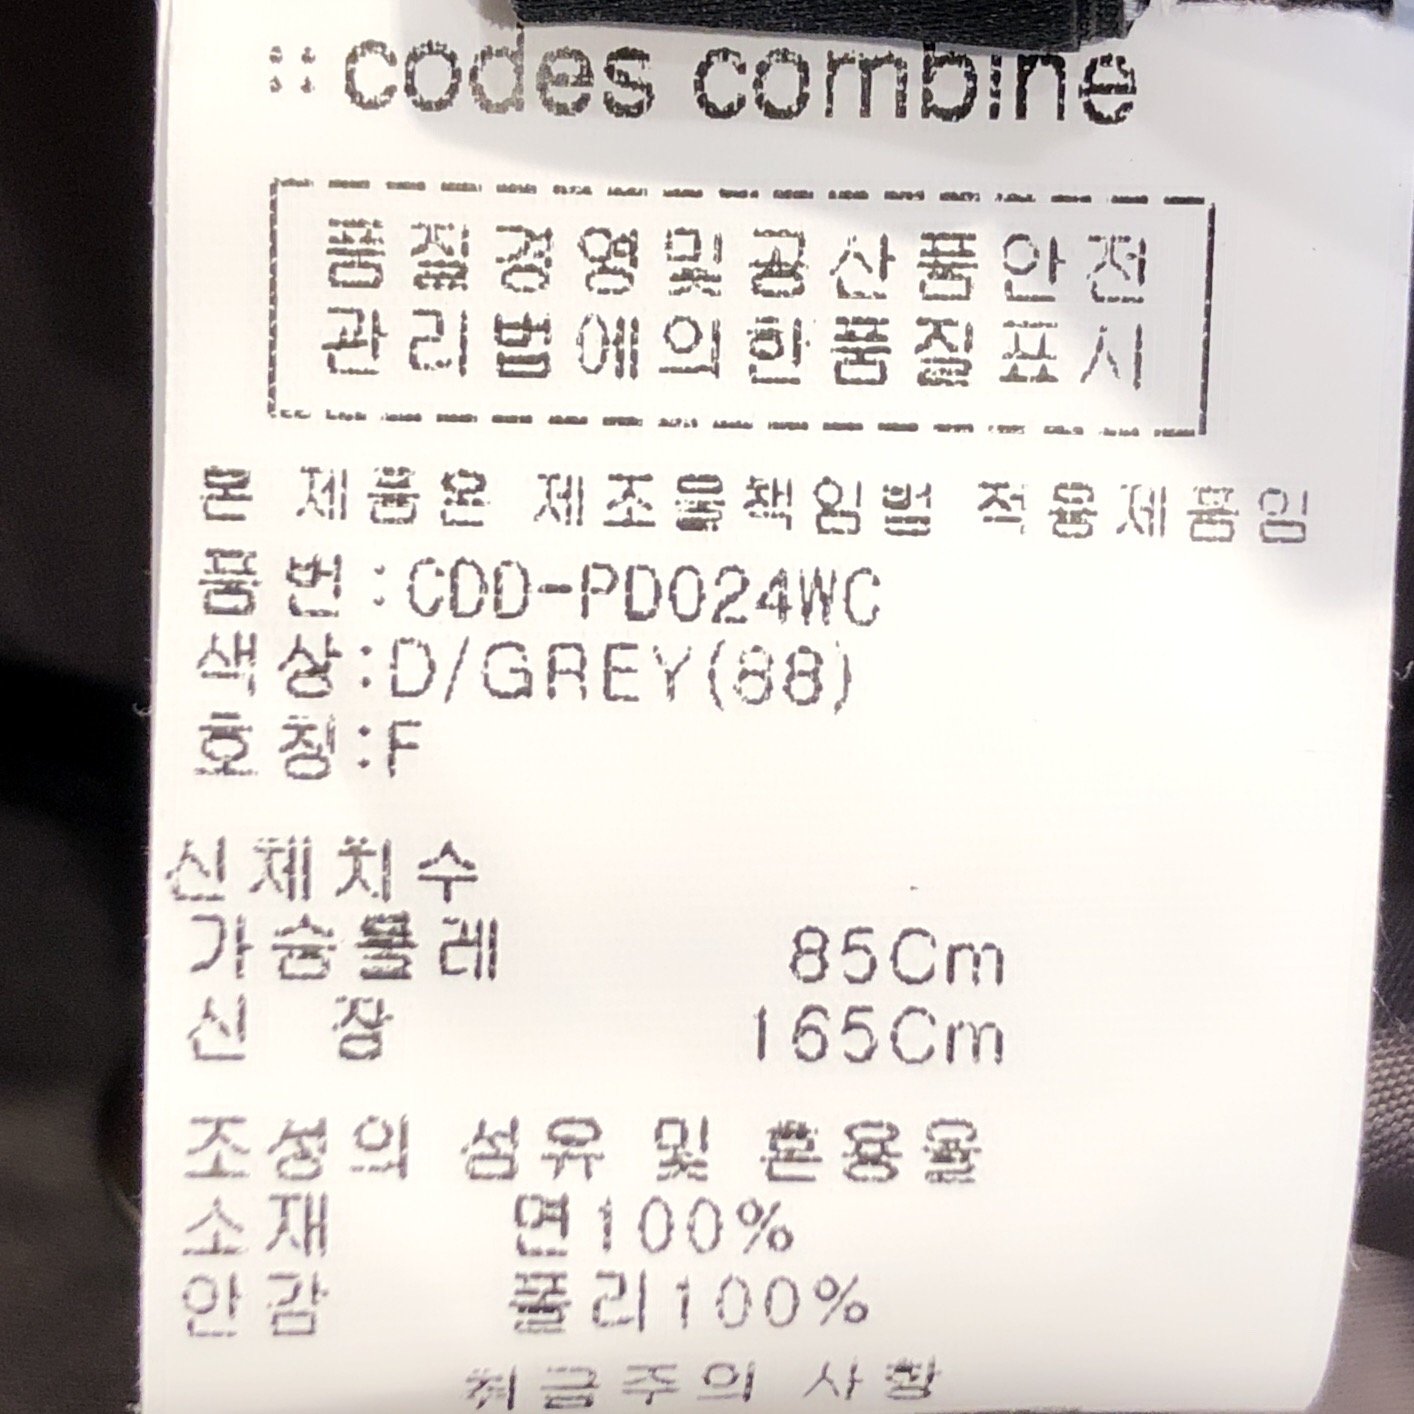 ::codes combine
품질경영및공산품안전
관리법에의한품질표시
본 제품은 제조물책임법 적용제품임
품번:CDD-PD024WC
색상:D/GREY(88)
호칭:F
신체치수
가슴둘레 85Cm
신 장 165Cm
조성의 섬유 및 혼용율
소재 면100%
안감 폴리100%
취급주의 사항